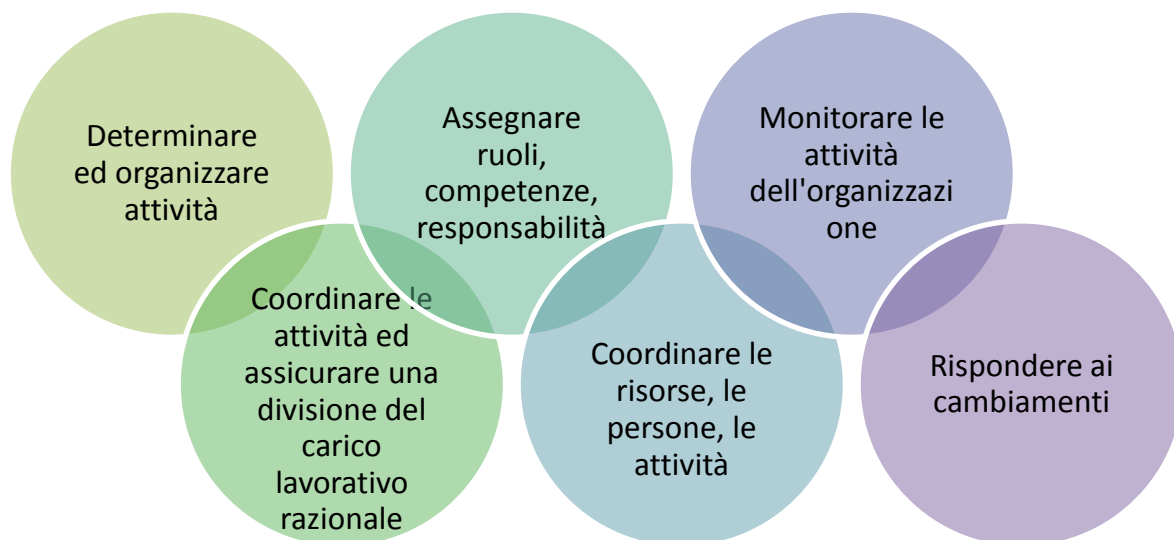 Determinare
ed organizzare
attività
Coordinare le
attività ed
assicurare una
divisione del
carico
lavorativo
razionale
Assegnare
ruoli,
competenze,
responsabilità
Coordinare le
risorse, le
persone, le
attività
Monitorare le
attività
dell'organizzazi
one
Rispondere ai
cambiamenti